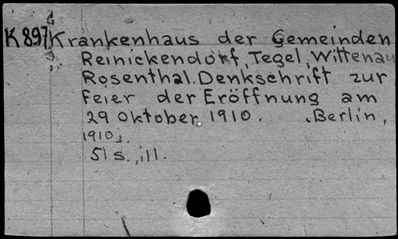 K 897 Krankenhaus der Gemeinden
Reinickendorf, Tegel, Wittenau
Rosenthal. Denkschrift zur
Feier der Eröffnung am
29 Oktober 1910. Berlin,
1910.
51 s., ill.